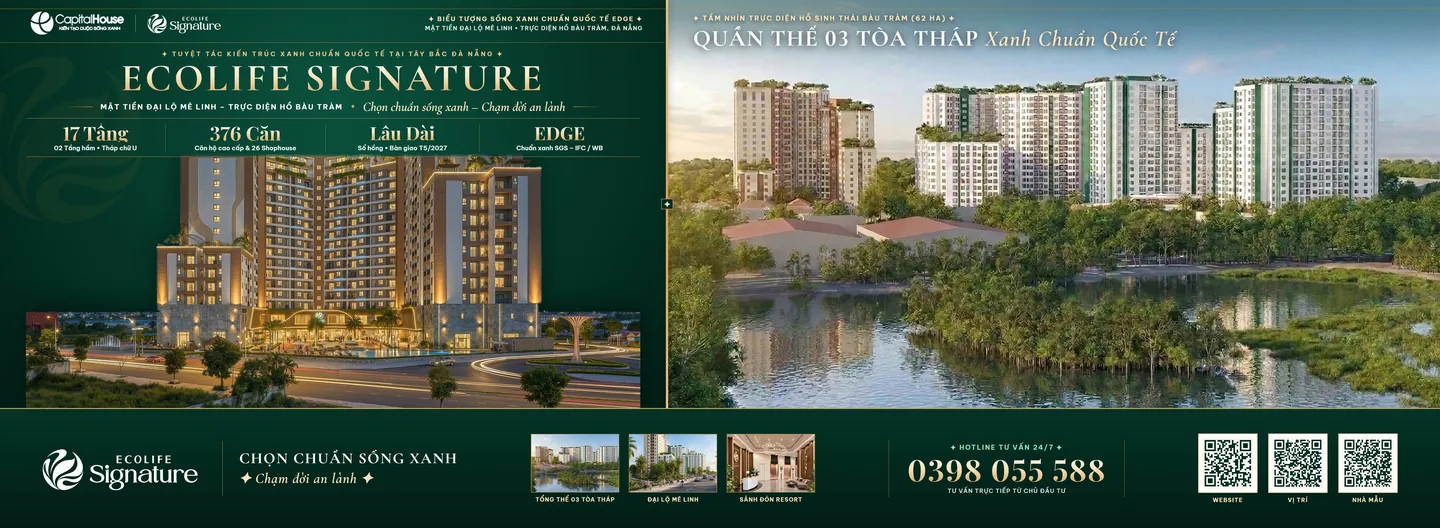 CapitalHouse
KIẾN TẠO CUỘC SỐNG XANH
ECOLIFE
Signature
✦ BIỂU TƯỢNG SỐNG XANH CHUẨN QUỐC TẾ EDGE ✦
MẶT TIỀN ĐẠI LỘ MÊ LINH • TRỰC DIỆN HỒ BÀU TRÀM, ĐÀ NẴNG
✦ TUYỆT TÁC KIẾN TRÚC XANH CHUẨN QUỐC TẾ TẠI TÂY BẮC ĐÀ NẴNG ✦
ECOLIFE SIGNATURE
MẶT TIỀN ĐẠI LỘ MÊ LINH – TRỰC DIỆN HỒ BÀU TRÀM • Chọn chuẩn sống xanh – Chạm đời an lành
17 Tầng
02 Tầng hầm • Tháp chữ U
376 Căn
Căn hộ cao cấp & 26 Shophouse
Lâu Dài
Sổ hồng • Bàn giao T5/2027
EDGE
Chuẩn xanh SGS – IFC / WB
✦ TẦM NHÌN TRỰC DIỆN HỒ SINH THÁI BÀU TRÀM (62 HA) ✦
QUẦN THỂ 03 TÒA THÁP Xanh Chuẩn Quốc Tế
ECOLIFE
Signature
CHỌN CHUẨN SỐNG XANH
✦ Chạm đời an lành ✦
TỔNG THỂ 03 TÒA THÁP
ĐẠI LỘ MÊ LINH
SẢNH ĐÓN RESORT
✦ HOTLINE TƯ VẤN 24/7 ✦
0398 055 588
TƯ VẤN TRỰC TIẾP TỪ CHỦ ĐẦU TƯ
WEBSITE
VỊ TRÍ
NHÀ MẪU